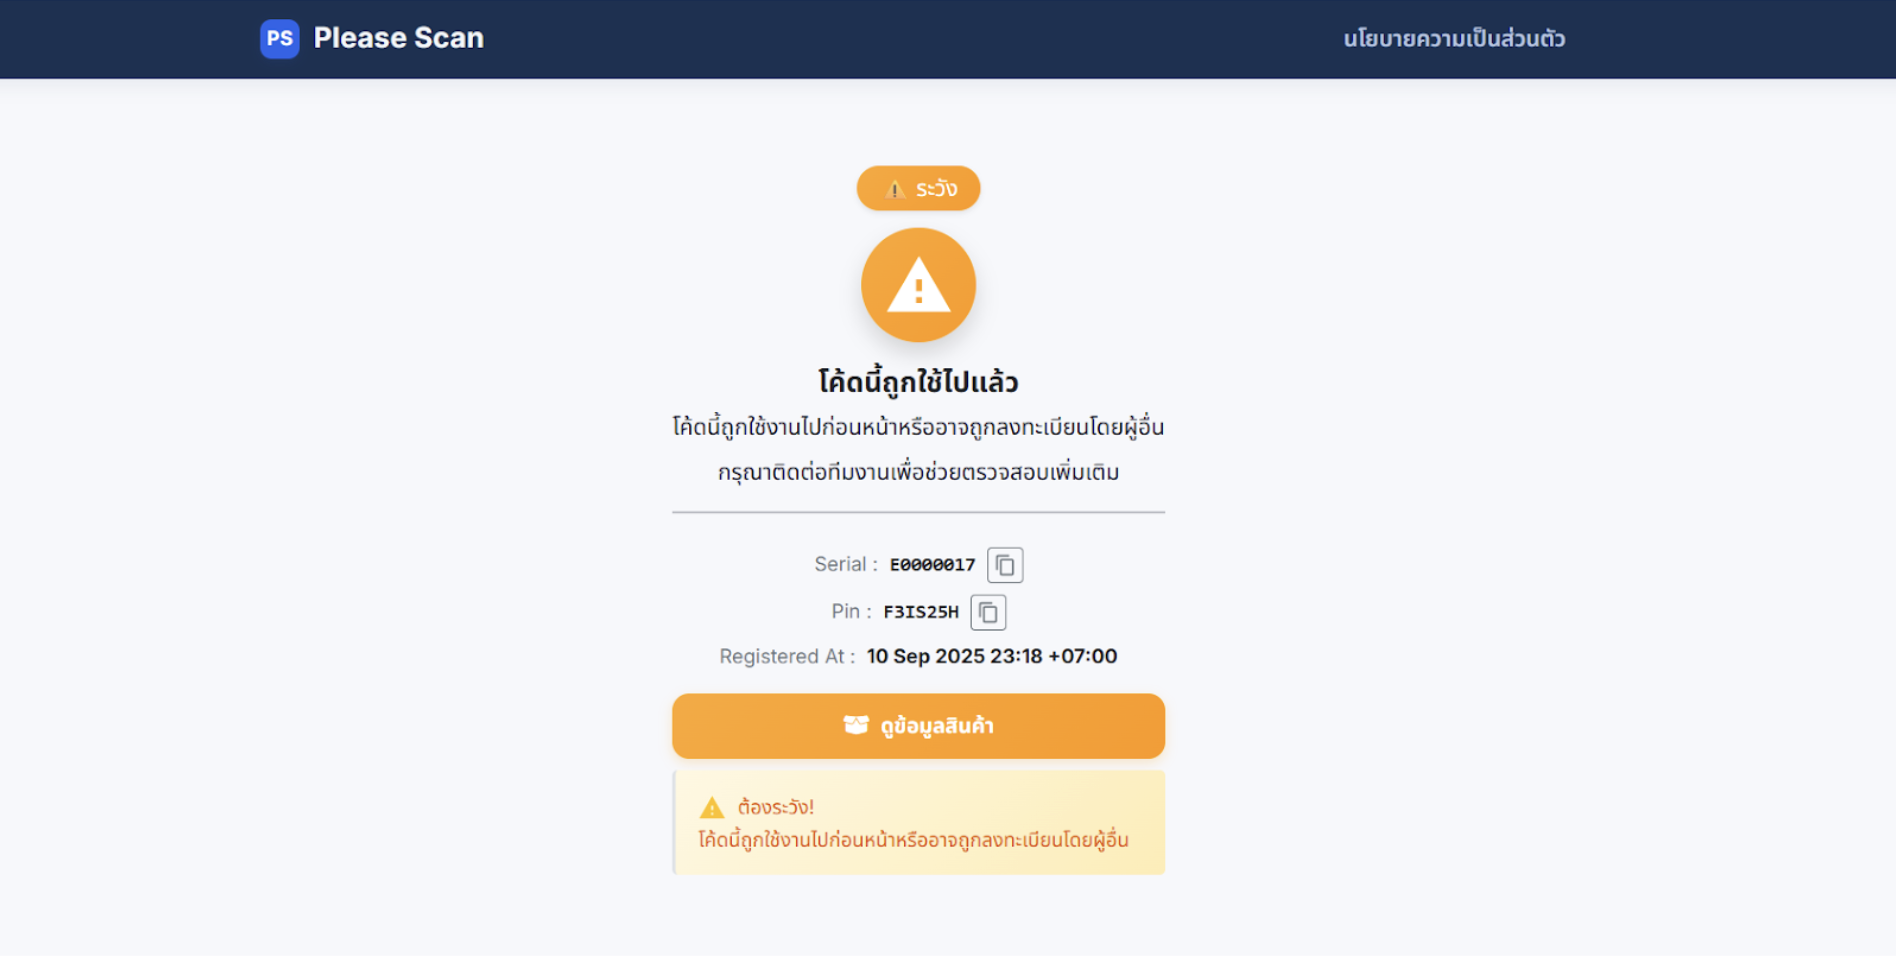 PS Please Scan
นโยบายความเป็นส่วนตัว
ระวัง
โค้ดนี้ถูกใช้ไปแล้ว
โค้ดนี้ถูกใช้งานไปก่อนหน้าหรืออาจถูกลงทะเบียนโดยผู้อื่น
กรุณาติดต่อทีมงานเพื่อช่วยตรวจสอบเพิ่มเติม
Serial : E0000017
Pin : F3IS25H
Registered At : 10 Sep 2025 23:18 +07:00
ดูข้อมูลสินค้า
ต้องระวัง!
โค้ดนี้ถูกใช้งานไปก่อนหน้าหรืออาจถูกลงทะเบียนโดยผู้อื่น